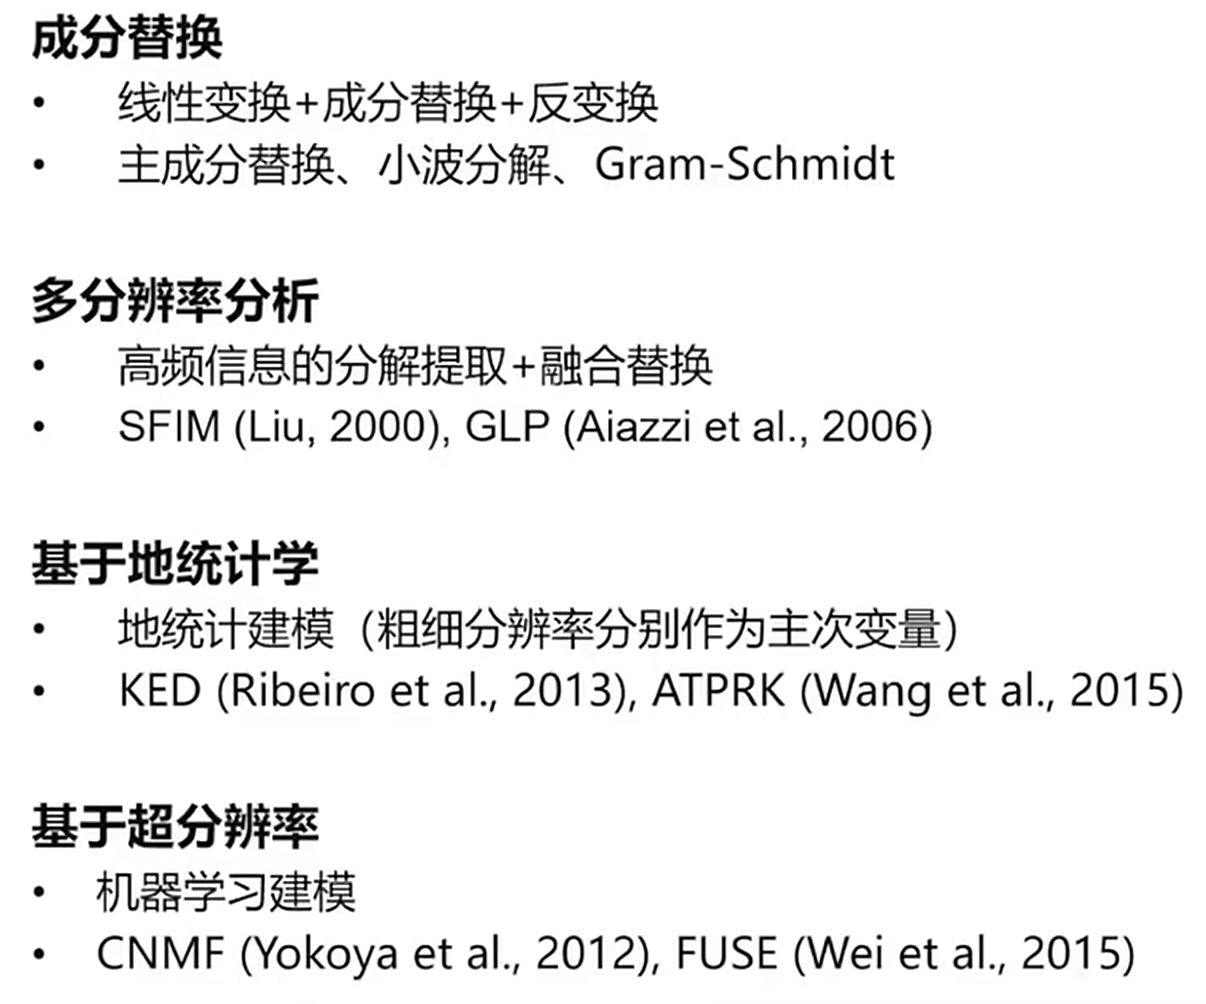 成分替换
• 线性变换+成分替换+反变换
• 主成分替换、小波分解、Gram-Schmidt
多分辨率分析
• 高频信息的分解提取+融合替换
• SFIM (Liu, 2000), GLP (Aiazzi et al., 2006)
基于地统计学
• 地统计建模（粗细分辨率分别作为主次变量）
• KED (Ribeiro et al., 2013), ATPRK (Wang et al., 2015)
基于超分辨率
• 机器学习建模
• CNMF (Yokoya et al., 2012), FUSE (Wei et al., 2015)